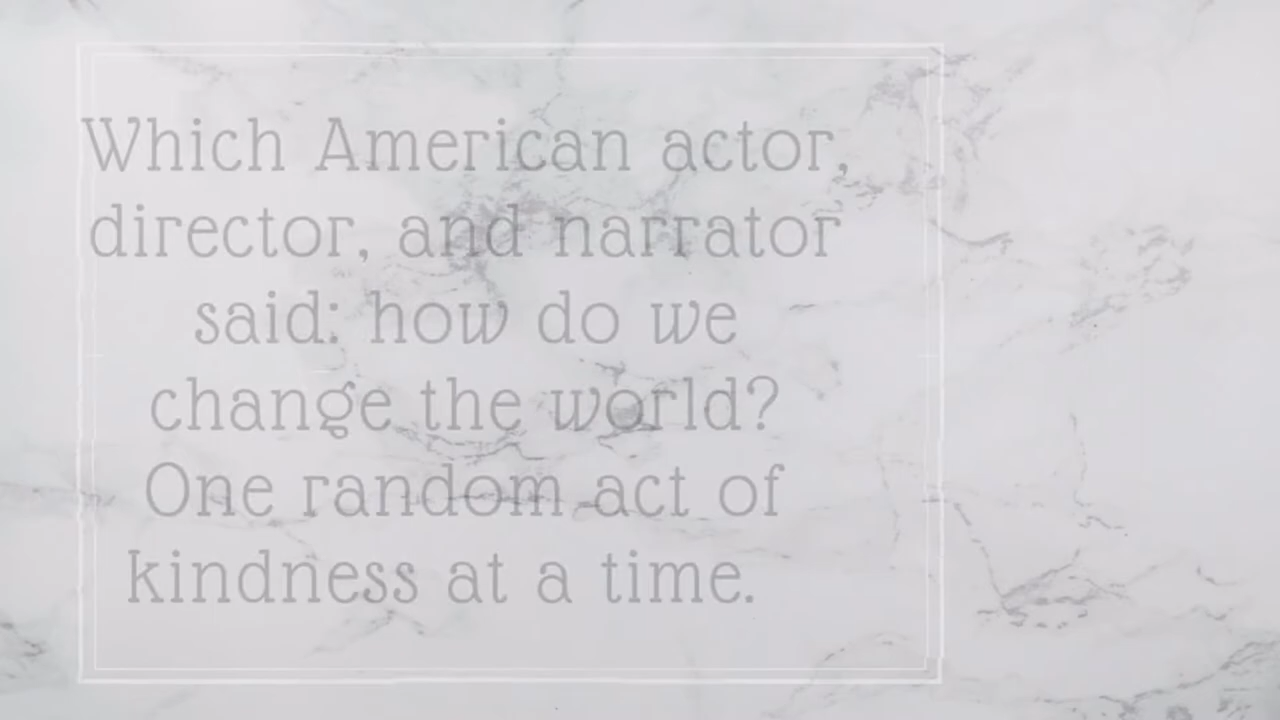 Which American actor,
director, and narrator
said: how do we
change the world?
One random act of
kindness at a time.